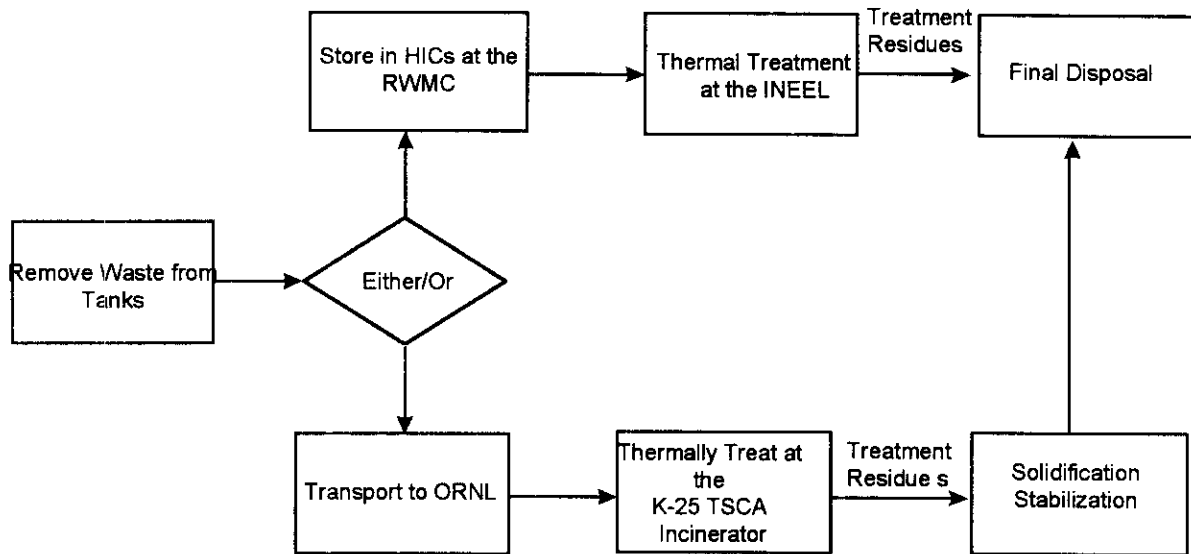 Store in HICs at the
RWMC
Thermal Treatment
at the INEEL
Treatment
Residues
Final Disposal
Remove Waste from
Tanks
Either/Or
Transport to ORNL
Thermally Treat at
the
K-25 TSCA
Incinerator
Treatment
Residue s
Solidification
Stabilization